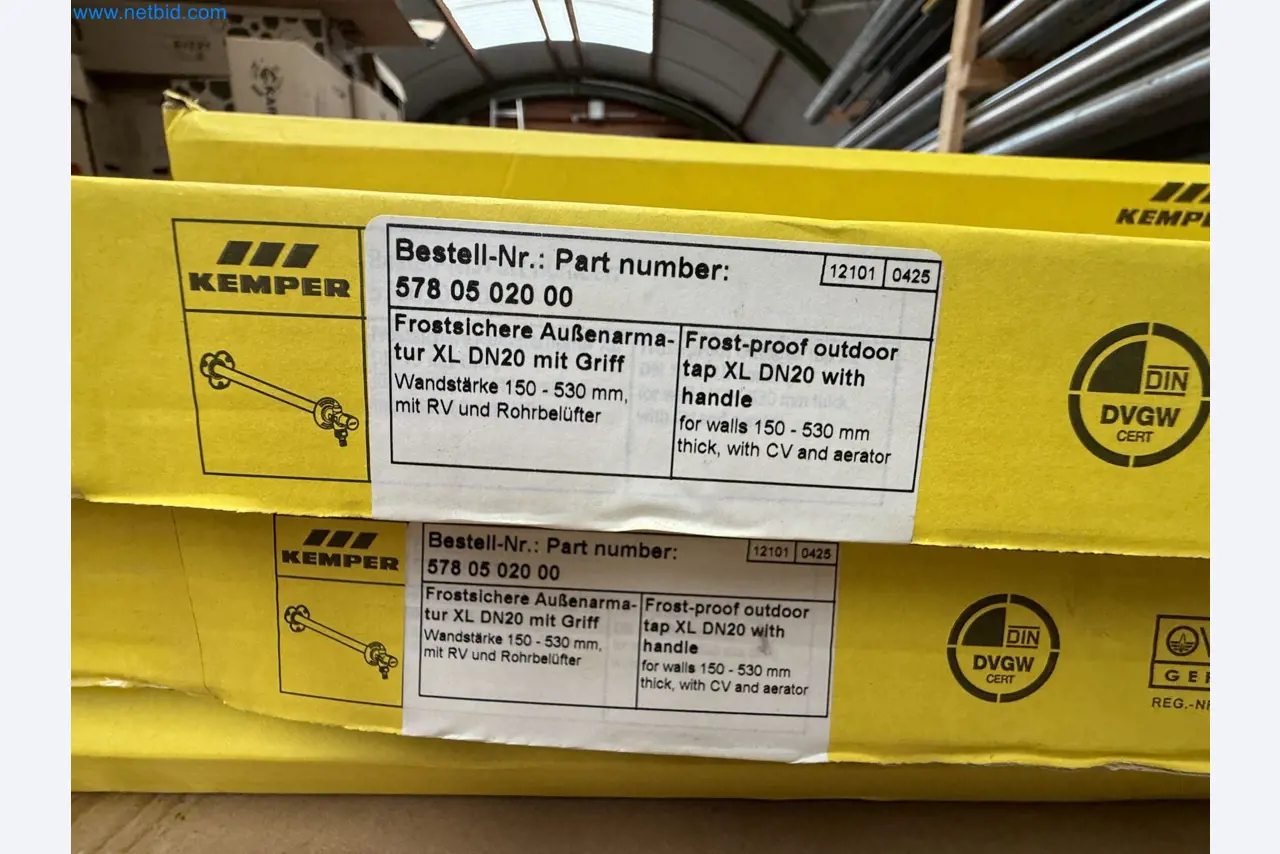 www.netbid.com
KEMPER
KEMPER
Bestell-Nr.: Part number:
578 05 020 00
12101 0425
Frostsichere Außenarma-
tur XL DN20 mit Griff
Wandstärke 150 - 530 mm,
mit RV und Rohrbelüfter
Frost-proof outdoor
tap XL DN20 with
handle
for walls 150 - 530 mm
thick, with CV and aerator
DIN
DVGW
CERT
KEMPER
Bestell-Nr.: Part number:
578 05 020 00
12101 0425
Frostsichere Außenarma-
tur XL DN20 mit Griff
Wandstärke 150 - 530 mm,
mit RV und Rohrbelüfter
Frost-proof outdoor
tap XL DN20 with
handle
for walls 150 - 530 mm
thick, with CV and aerator
DIN
DVGW
CERT